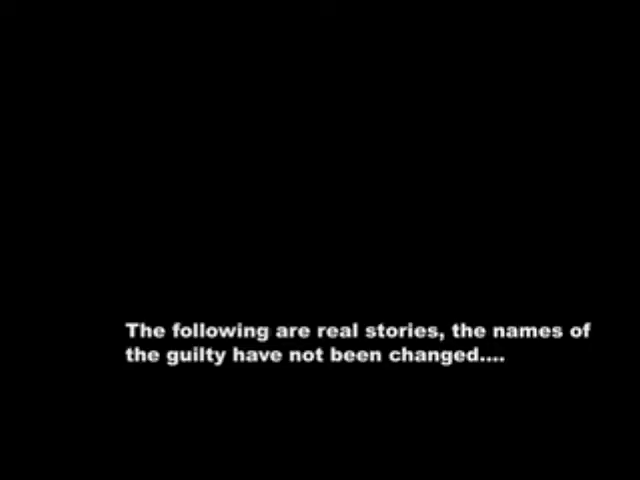 The following are real stories, the names of
the guilty have not been changed....